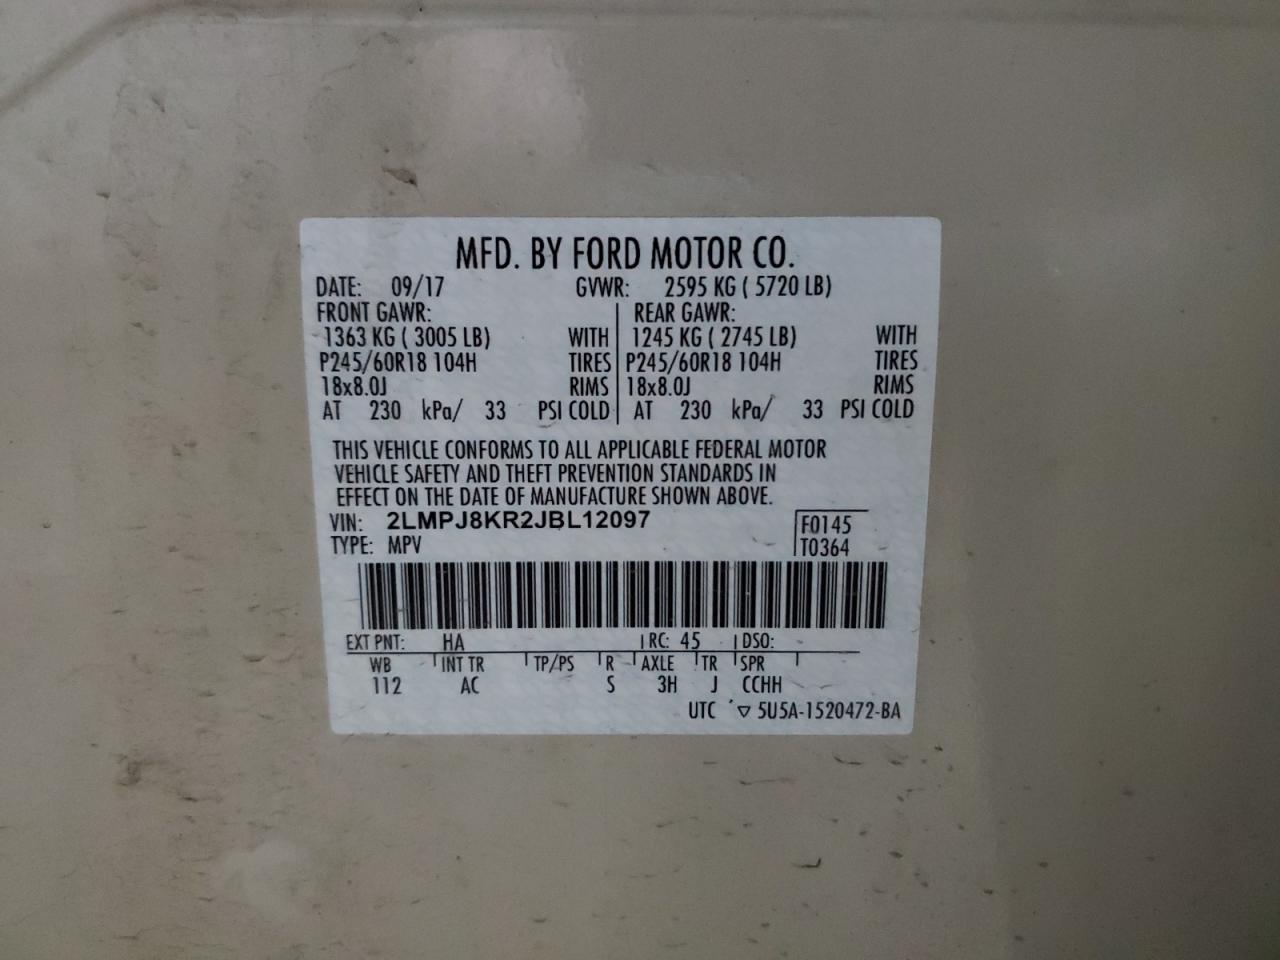 MFD. BY FORD MOTOR CO.
DATE: 09/17 GVWR: 2595 KG ( 5720 LB)
FRONT GAWR: REAR GAWR:
1363 KG ( 3005 LB) WITH 1245 KG ( 2745 LB) WITH
P245/60R18 104H TIRES P245/60R18 104H TIRES
18x8.0J RIMS 18x8.0J RIMS
AT 230 kPa/ 33 PSI COLD AT 230 kPa/ 33 PSI COLD
THIS VEHICLE CONFORMS TO ALL APPLICABLE FEDERAL MOTOR
VEHICLE SAFETY AND THEFT PREVENTION STANDARDS IN
EFFECT ON THE DATE OF MANUFACTURE SHOWN ABOVE.
VIN: 2LMPJ8KR2JBL12097 F0145
TYPE: MPV T0364
EXT PNT: HA RC: 45 DSO:
WB INT TR TP/PS R AXLE TR SPR
112 AC S 3H J CCHH
UTC ▽ 5U5A-1520472-BA